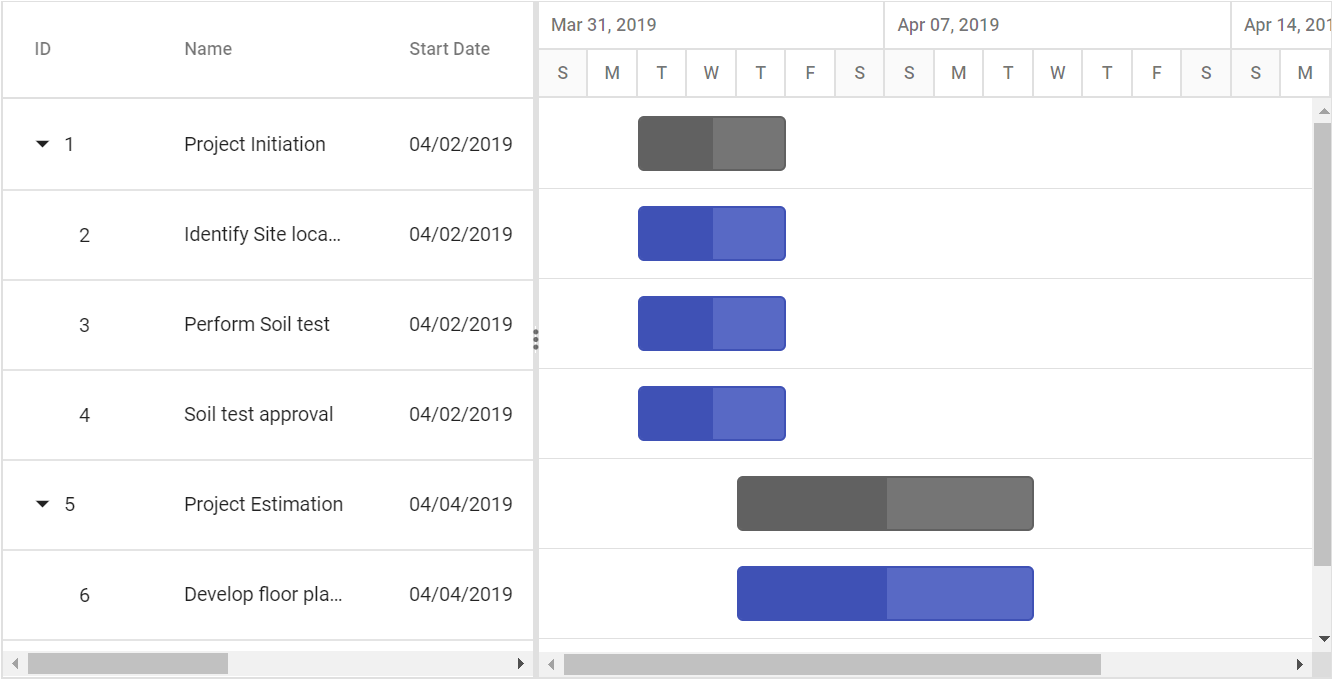 ID Name Start Date
Mar 31, 2019 Apr 07, 2019 Apr 14, 201
S M T W T F S S M T W T F S S M
1 Project Initiation 04/02/2019
2 Identify Site loca... 04/02/2019
3 Perform Soil test 04/02/2019
4 Soil test approval 04/02/2019
5 Project Estimation 04/04/2019
6 Develop floor pla... 04/04/2019